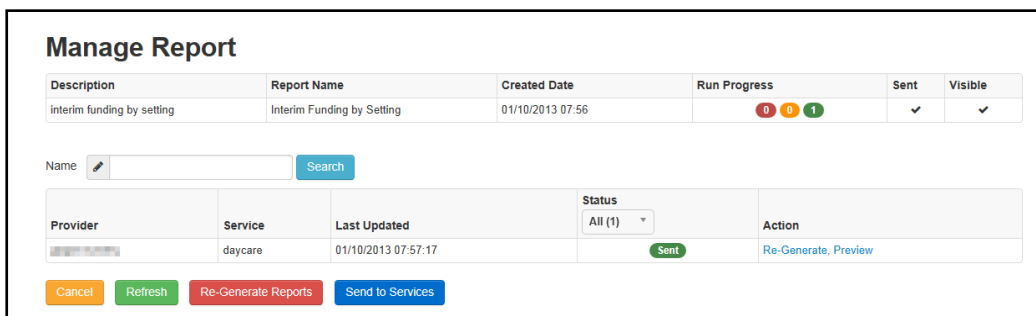 Manage Report
Description Report Name Created Date Run Progress Sent Visible
interim funding by setting Interim Funding by Setting 01/10/2013 07:56 0 0 1
Name Search
Status
All (1)
Provider Service Last Updated Action
daycare 01/10/2013 07:57:17 Sent Re-Generate, Preview
Cancel Refresh Re-Generate Reports Send to Services